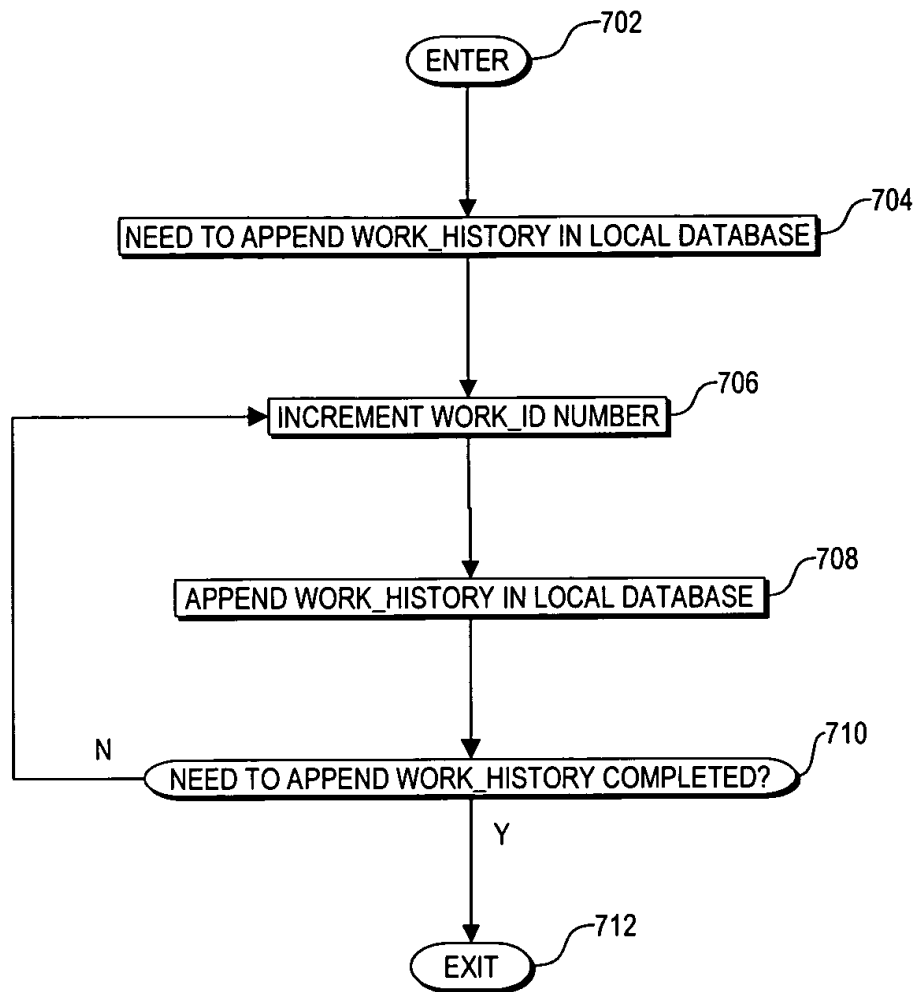 702
ENTER
704
NEED TO APPEND WORK_HISTORY IN LOCAL DATABASE
706
INCREMENT WORK_ID NUMBER
708
APPEND WORK_HISTORY IN LOCAL DATABASE
710
N
NEED TO APPEND WORK_HISTORY COMPLETED?
Y
712
EXIT